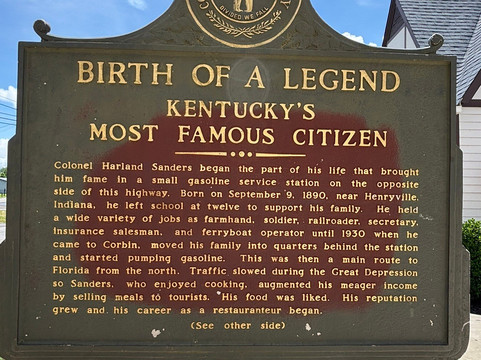 DIVIDED WE FALL
BIRTH OF A LEGEND
KENTUCKY'S
MOST FAMOUS CITIZEN
Colonel Harland Sanders began the part of his life that brought
him fame in a small gasoline service station on the opposite
side of this highway. Born on September 9, 1890, near Henryville,
Indiana, he left school at twelve to support his family. He held
a wide variety of jobs as farmhand, soldier, railroader, secretary,
insurance salesman, and ferryboat operator until 1930 when he
came to Corbin, moved his family into quarters behind the station
and started pumping gasoline. This was then a main route to
Florida from the north. Traffic slowed during the Great Depression
so Sanders, who enjoyed cooking, augmented his meager income
by selling meals to tourists. His food was liked. His reputation
grew and his career as a restauranteur began.
(See other side)